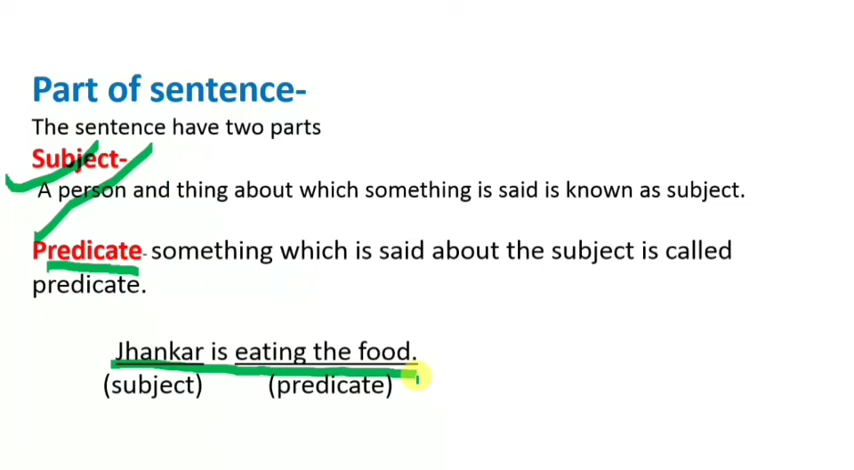 Part of sentence-
The sentence have two parts
Subject-
A person and thing about which something is said is known as subject.
Predicate- something which is said about the subject is called
predicate.
Jhankar is eating the food.
(subject) (predicate)